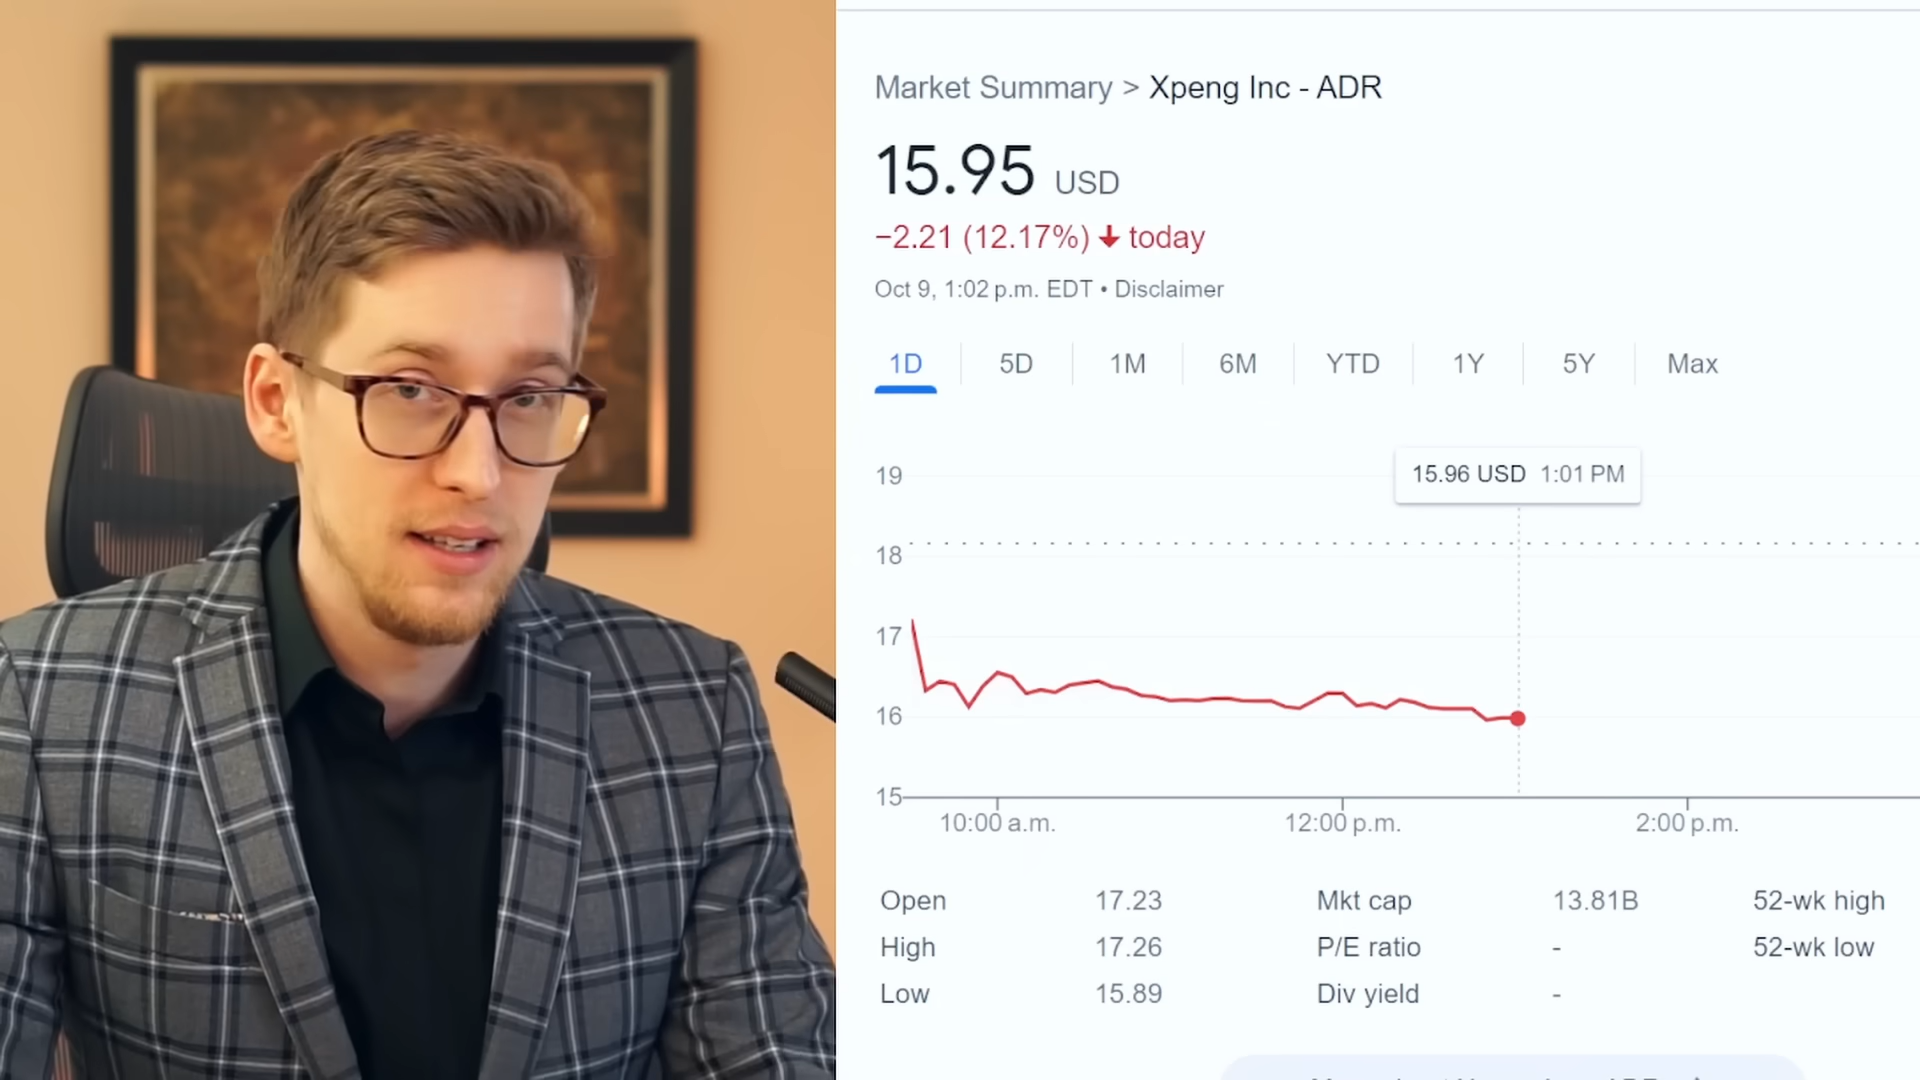 Market Summary > Xpeng Inc - ADR
15.95 USD
−2.21 (12.17%) ↓ today
Oct 9, 1:02 p.m. EDT • Disclaimer
1D 5D 1M 6M YTD 1Y 5Y Max
15.96 USD 1:01 PM
19
18
17
16
15
10:00 a.m. 12:00 p.m. 2:00 p.m.
Open 17.23 Mkt cap 13.81B 52-wk high
High 17.26 P/E ratio - 52-wk low
Low 15.89 Div yield -